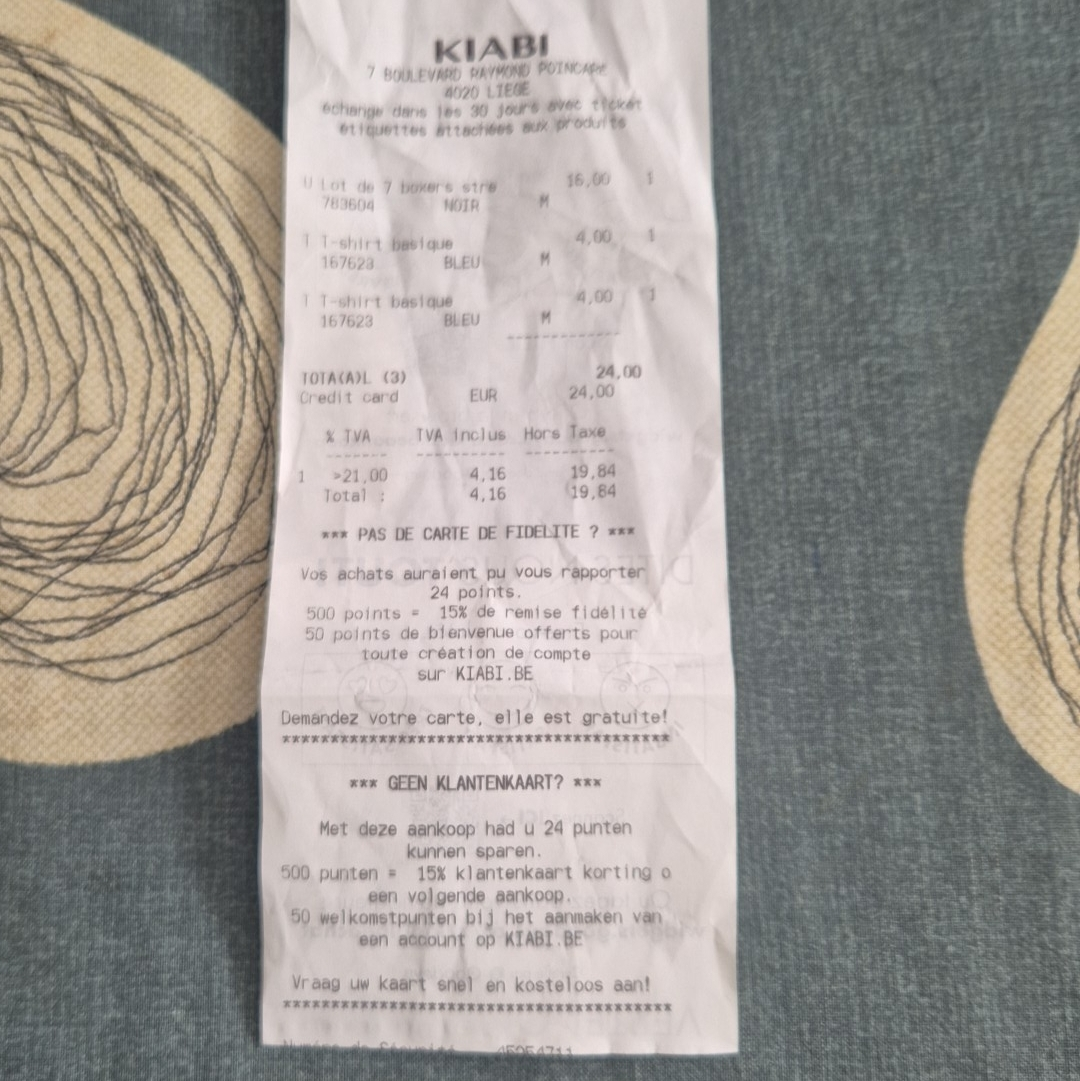 KIABI
7 BOULEVARD RAYMOND POINCARE
4020 LIEGE
échange dans les 30 jours avec ticket
étiquettes attachées aux produits
U Lot de 7 boxers stre 16,00 1
783604 NOIR M
T T-shirt basique 4,00 1
167623 BLEU M
T T-shirt basique 4,00 1
167623 BLEU M
------------
TOTA(A)L (3) 24,00
Credit card EUR 24,00
% TVA TVA inclus Hors Taxe
------- ---------- ----------
1 >21,00 4,16 19,84
Total : 4,16 19,84
*** PAS DE CARTE DE FIDELITE ? ***
Vos achats auraient pu vous rapporter
24 points.
500 points = 15% de remise fidélité
50 points de bienvenue offerts pour
toute création de compte
sur KIABI.BE
Demandez votre carte, elle est gratuite!
****************************************
*** GEEN KLANTENKAART? ***
Met deze aankoop had u 24 punten
kunnen sparen.
500 punten = 15% klantenkaart korting o
een volgende aankoop.
50 welkomstpunten bij het aanmaken van
een account op KIABI.BE
Vraag uw kaart snel en kosteloos aan!
****************************************